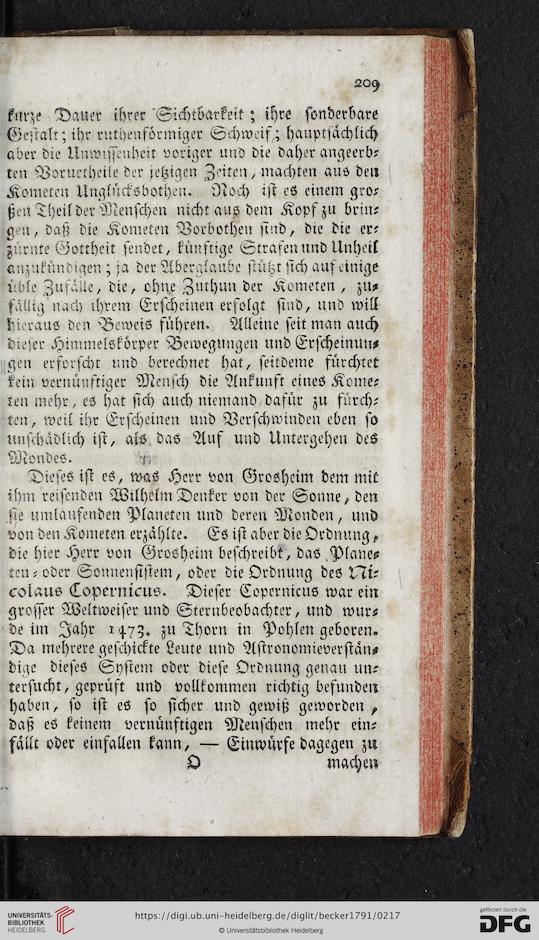 209
kurze Dauer ihrer Sichtbarkeit; ihre sonderbare
Gestalt; ihr ruthenförmiger Schweif; hauptsächlich
aber die Unwissenheit voriger und die daher angeerb⸗
ten Vorurtheile der jetzigen Zeiten, machten aus den
Kometen Unglücksbothen. Noch ist es einem gro⸗
ßen Theil der Menschen nicht aus dem Kopf zu brin⸗
gen, daß die Kometen Vorbothen sind, die die er⸗
zürnte Gottheit sendet, künftige Strafen und Unheil
anzukündigen; ja der Aberglaube stützt sich auf einige
üble Zufälle, die, ohne Zuthun der Kometen, zu⸗
fällig nach ihrem Erscheinen erfolgt sind, und will
hieraus den Beweis führen. Alleine seit man auch
dieser Himmelskörper Bewegungen und Erscheinun⸗
gen erforscht und berechnet hat, seitdeme fürchtet
kein vernünftiger Mensch die Ankunft eines Kome⸗
ten mehr, es hat sich auch niemand dafür zu fürch⸗
ten, weil ihr Erscheinen und Verschwinden eben so
unschädlich ist, als das Auf und Untergehen des
Mondes.
Dieses ist es, was Herr von Grosheim dem mit
ihm reisenden Wilhelm Denker von der Sonne, den
sie umlaufenden Planeten und deren Monden, und
von den Kometen erzählte. Es ist aber die Ordnung,
die hier Herr von Grosheim beschreibt, das Plane⸗
ten⸗ oder Sonnensistem, oder die Ordnung des Ni⸗
colaus Copernicus. Dieser Copernicus war ein
grosser Weltweiser und Sternbeobachter, und wur⸗
de im Jahr 1473. zu Thorn in Pohlen geboren.
Da mehrere geschickte Leute und Astronomieverstän⸗
dige dieses System oder diese Ordnung genau un⸗
tersucht, geprüft und vollkommen richtig befunden
haben, so ist es so sicher und gewiß geworden,
daß es keinem vernünftigen Menschen mehr ein⸗
fällt oder einfallen kann, — Einwürfe dagegen zu
O machen
UNIVERSITÄTS-
BIBLIOTHEK
HEIDELBERG
https://digi.ub.uni-heidelberg.de/diglit/becker1791/0217
© Universitätsbibliothek Heidelberg
gefördert durch die
DFG